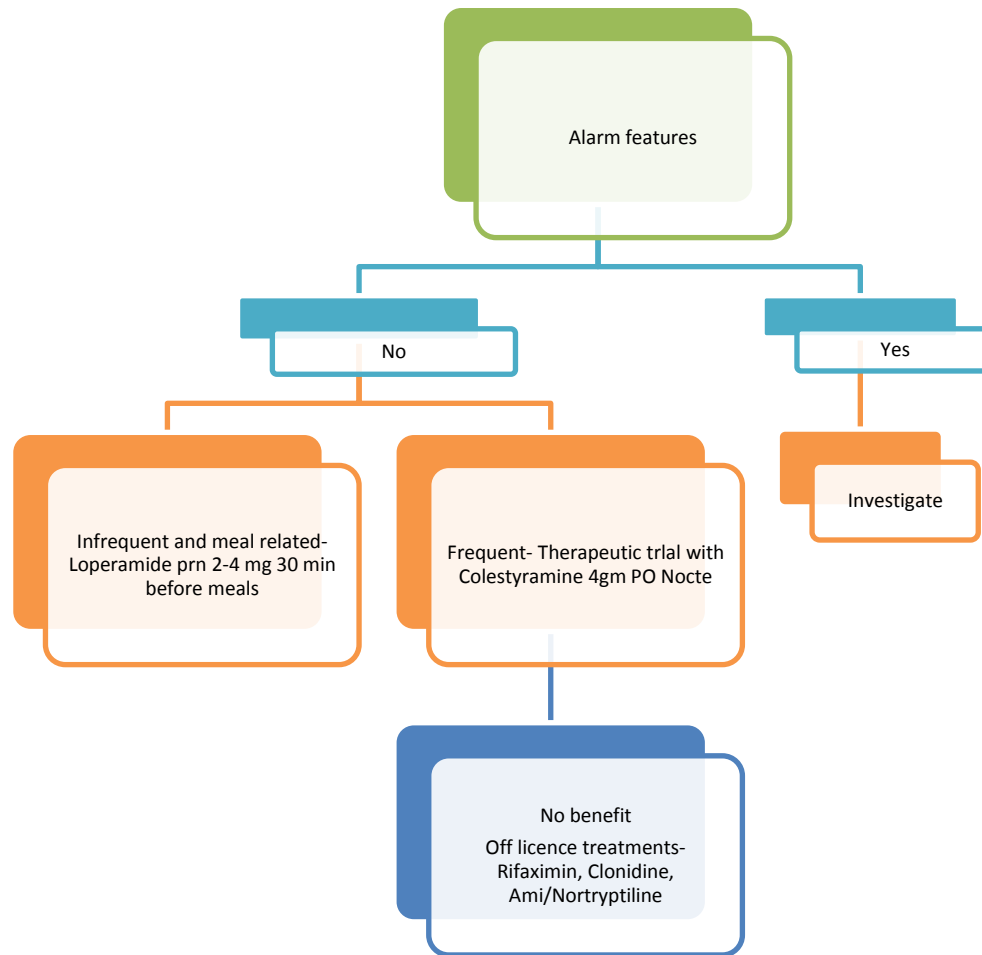 Alarm features
No
Yes
Infrequent and meal related-
Loperamide prn 2-4 mg 30 min
before meals
Frequent- Therapeutic trlal with
Colestyramine 4gm PO Nocte
Investigate
No benefit
Off licence treatments-
Rifaximin, Clonidine,
Ami/Nortryptiline